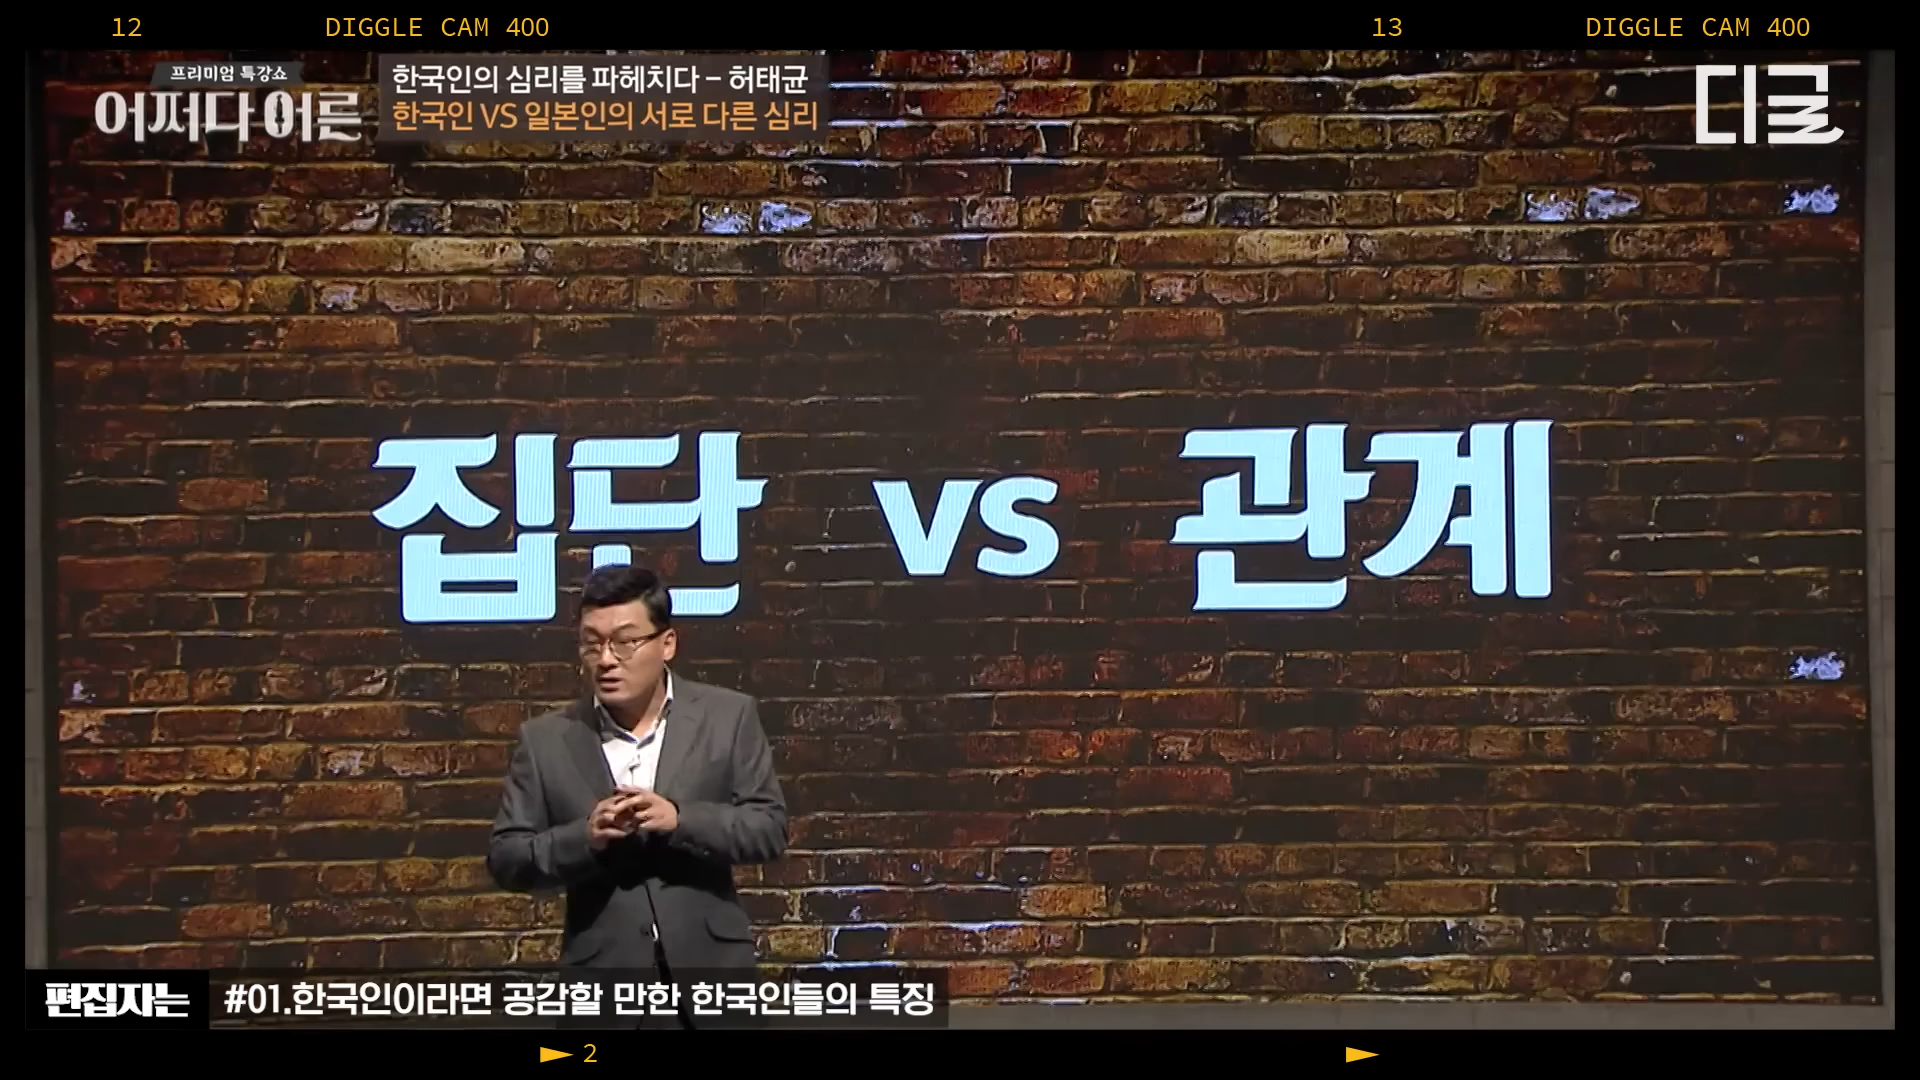 12 DIGGLE CAM 400 13 DIGGLE CAM 400
프리미엄 특강쇼
어쩌다 어른
한국인의 심리를 파헤치다 - 허태균
한국인 VS 일본인의 서로 다른 심리
디글
집단 vs 관계
편집자는
#01.한국인이라면 공감할 만한 한국인들의 특징
2